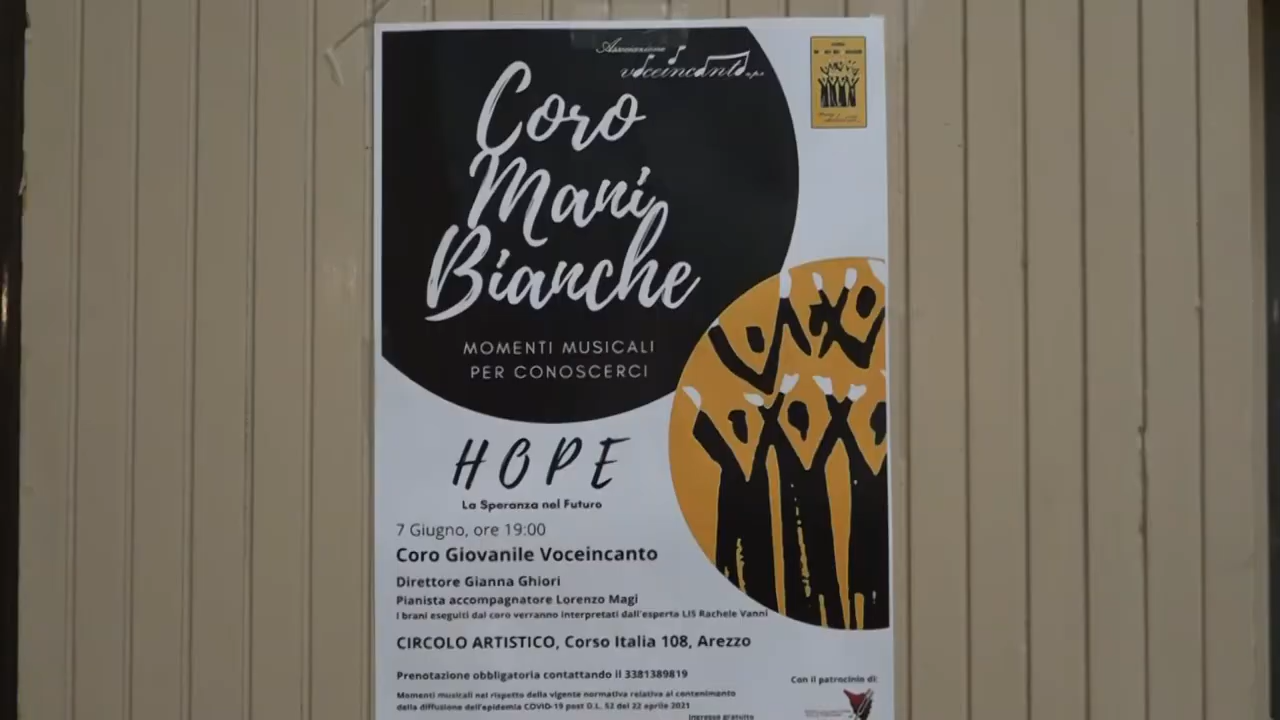 Associazione
voceincanto
Coro
Mani
Bianche
MOMENTI MUSICALI
PER CONOSCERCI
HOPE
La Speranza nel Futuro
7 Giugno, ore 19:00
Coro Giovanile Voceincanto
Direttore Gianna Ghiori
Pianista accompagnatore Lorenzo Magi
I brani eseguiti dal coro verranno interpretati dall'esperta LIS Rachele Vanni
CIRCOLO ARTISTICO, Corso Italia 108, Arezzo
Prenotazione obbligatoria contattando il 3381389819
Con il patrocinio di:
Momenti musicali nel rispetto della vigente normativa relativa al contenimento
della diffusione dell'epidemia COVID-19 post D.L. 52 del 22 aprile 2021
Ingresso gratuito